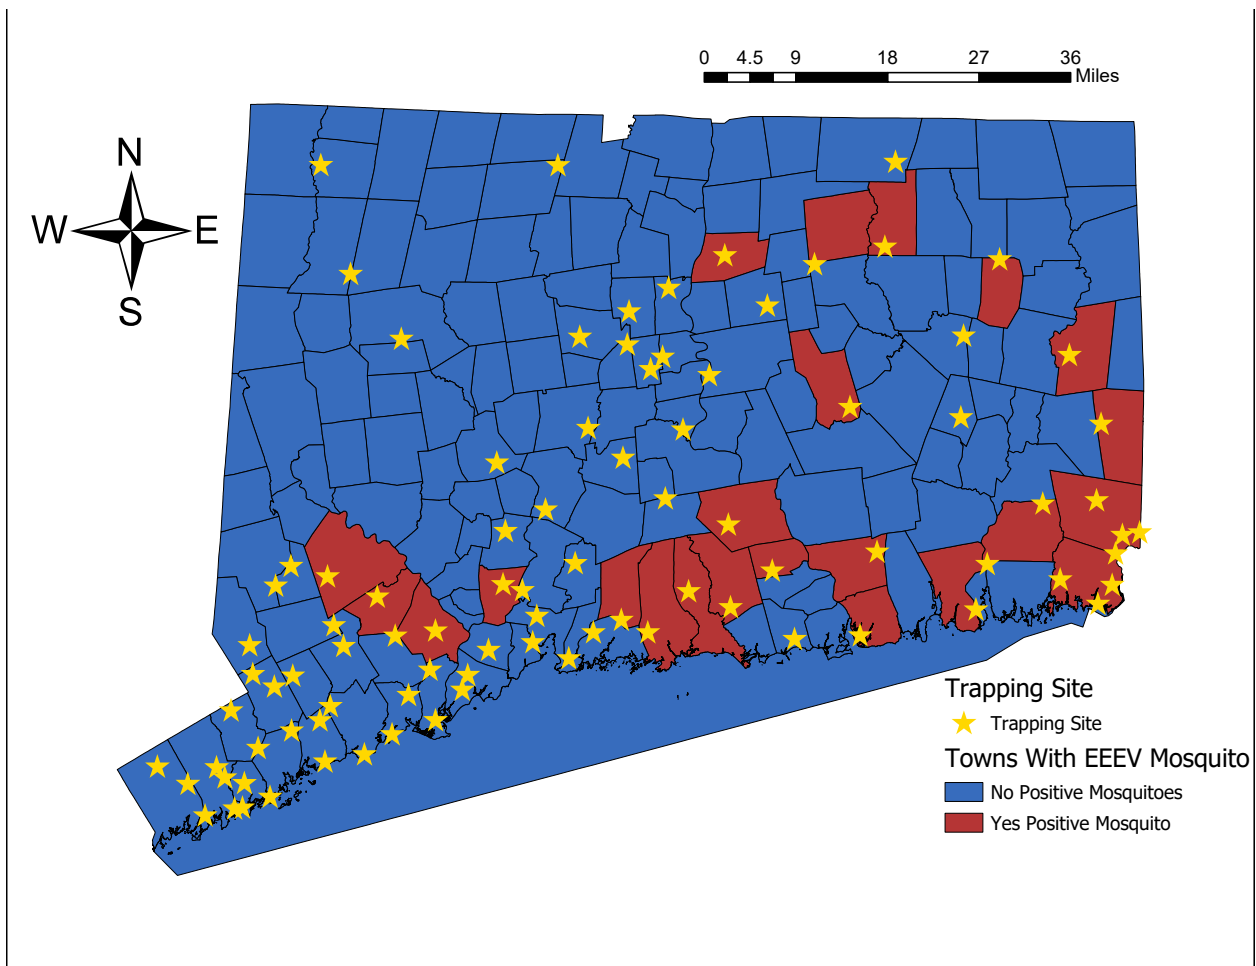 0 4.5 9 18 27 36
Miles
N
W E
S
Trapping Site
Trapping Site
Towns With EEEV Mosquito
No Positive Mosquitoes
Yes Positive Mosquito